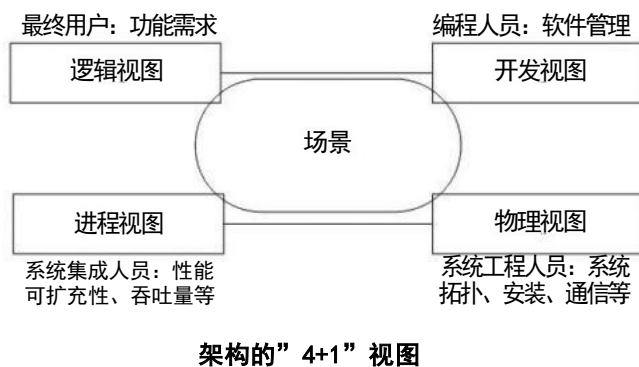 最终用户：功能需求
编程人员：软件管理
逻辑视图
开发视图
场景
进程视图
物理视图
系统集成人员：性能
可扩充性、吞吐量等
系统工程人员：系统
拓扑、安装、通信等
架构的”4+1”视图